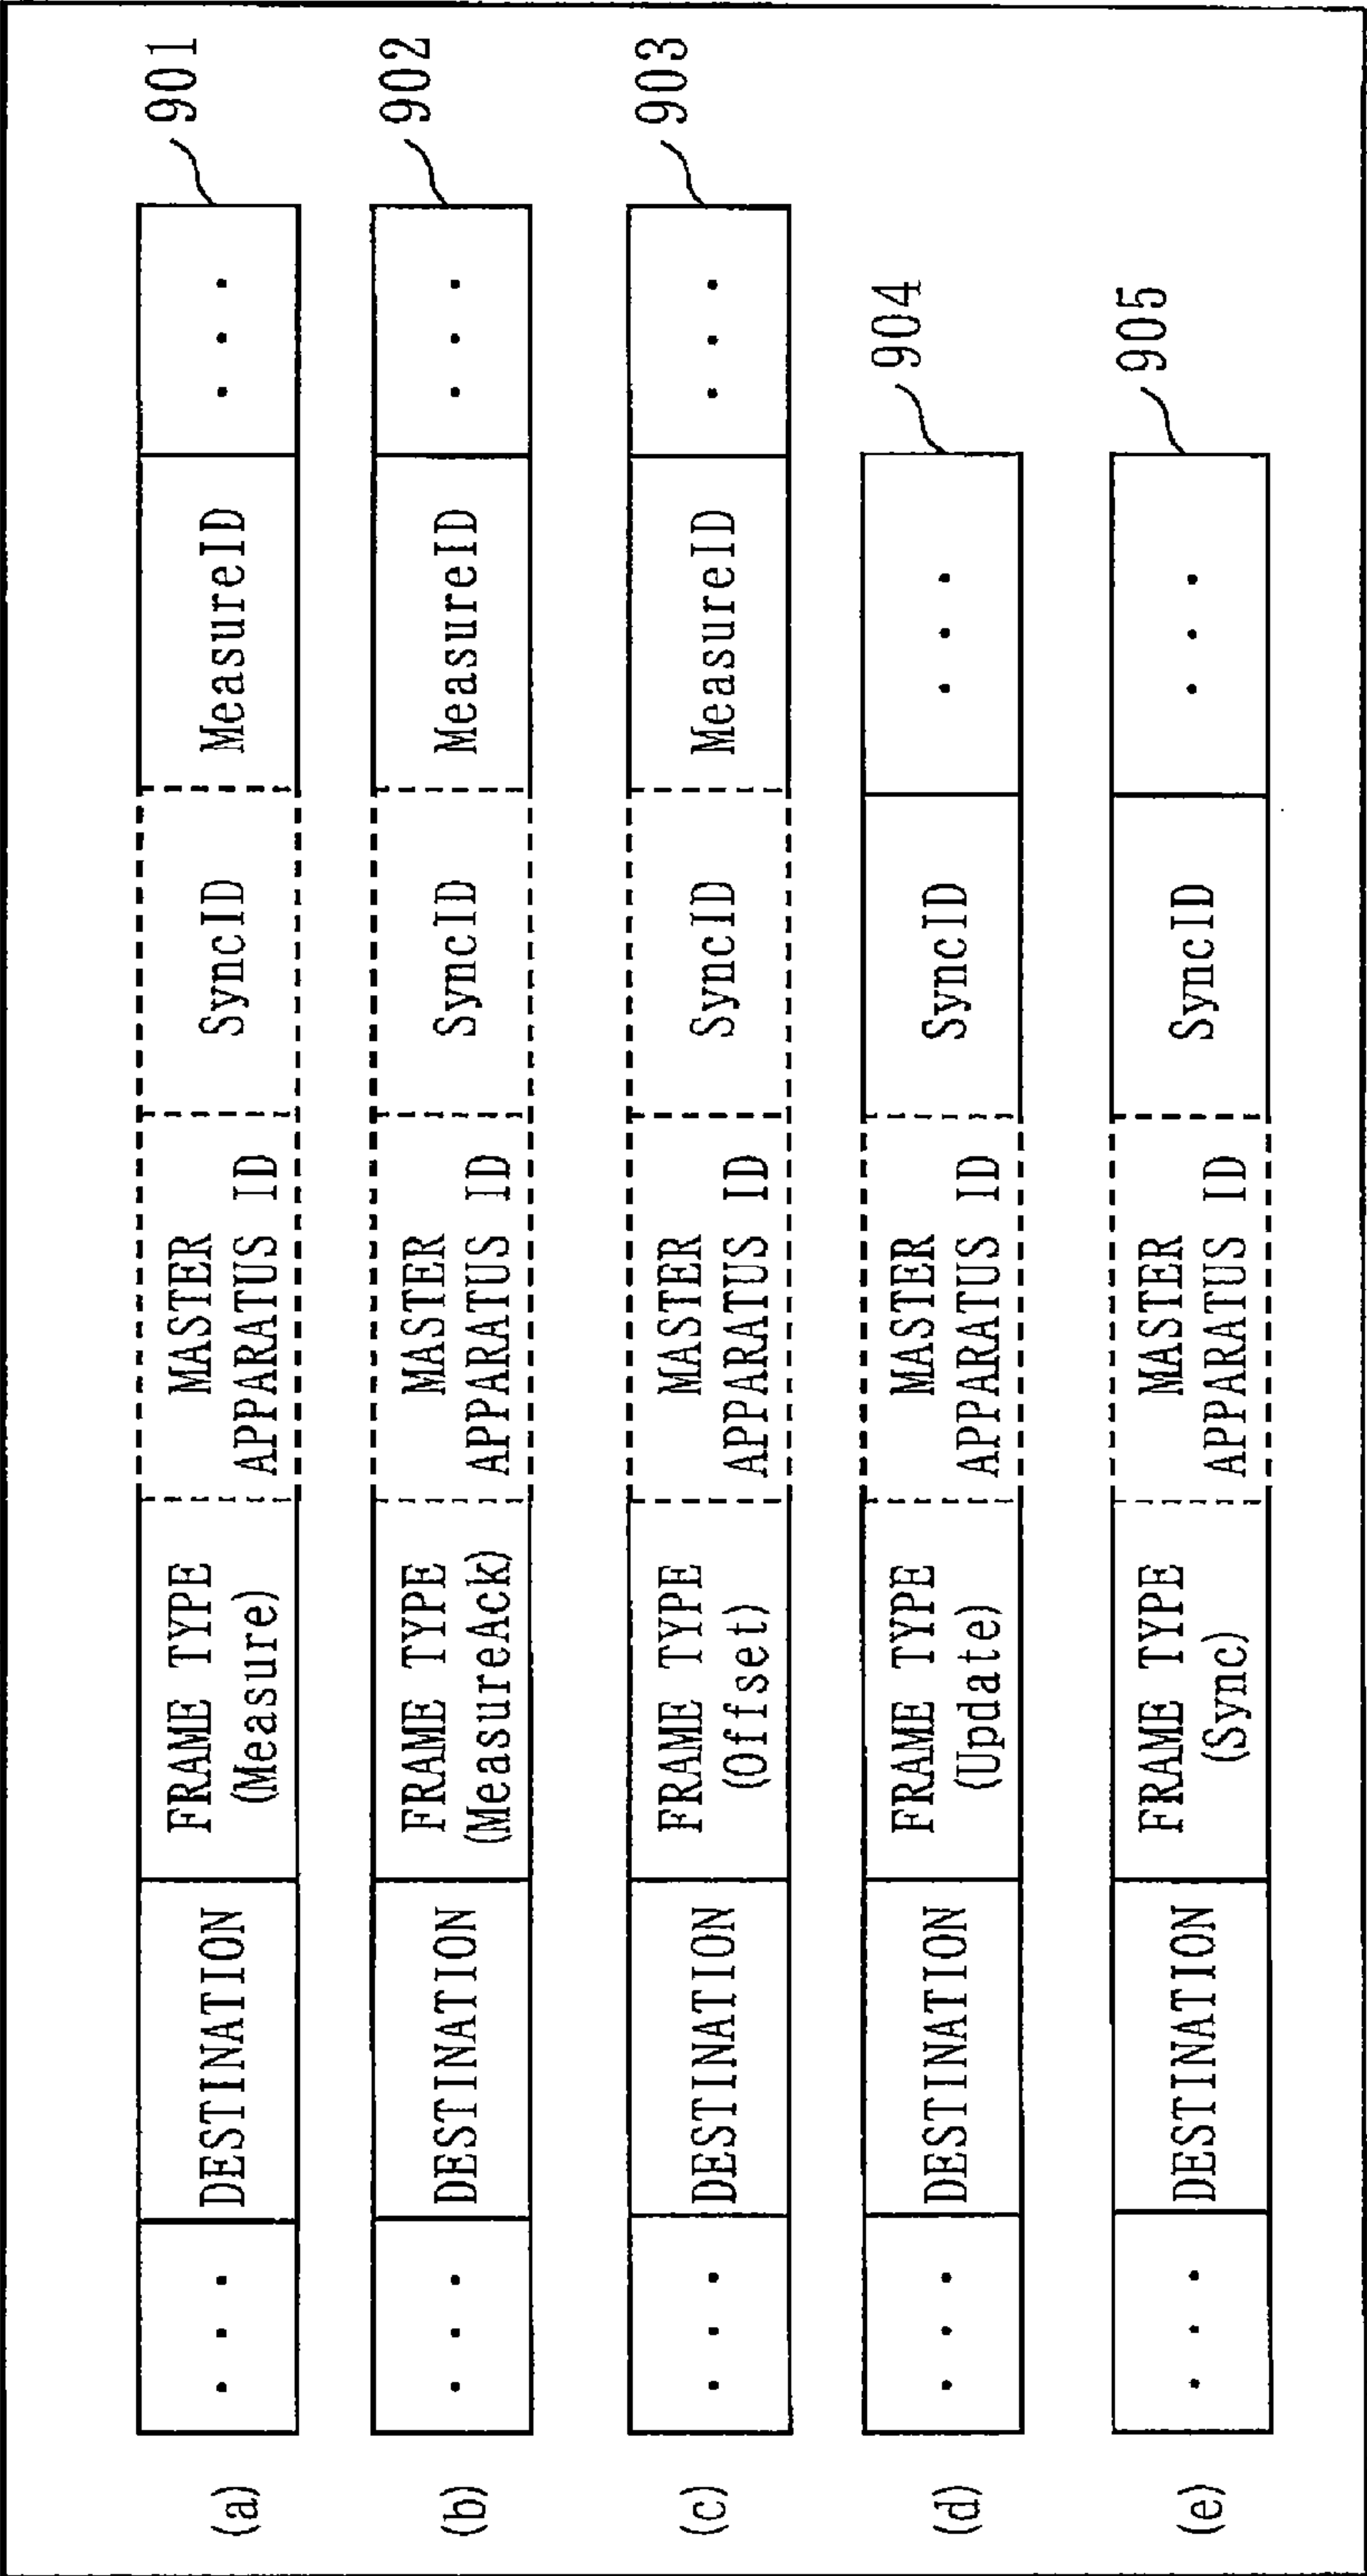 (a)
. . .
DESTINATION
FRAME TYPE
(Measure)
MASTER
APPARATUS ID
SyncID
MeasureID
. . .
901
(b)
. . .
DESTINATION
FRAME TYPE
(MeasureAck)
MASTER
APPARATUS ID
SyncID
MeasureID
. . .
902
(c)
. . .
DESTINATION
FRAME TYPE
(Offset)
MASTER
APPARATUS ID
SyncID
MeasureID
. . .
903
(d)
. . .
DESTINATION
FRAME TYPE
(Update)
MASTER
APPARATUS ID
SyncID
. . .
904
(e)
. . .
DESTINATION
FRAME TYPE
(Sync)
MASTER
APPARATUS ID
SyncID
. . .
905